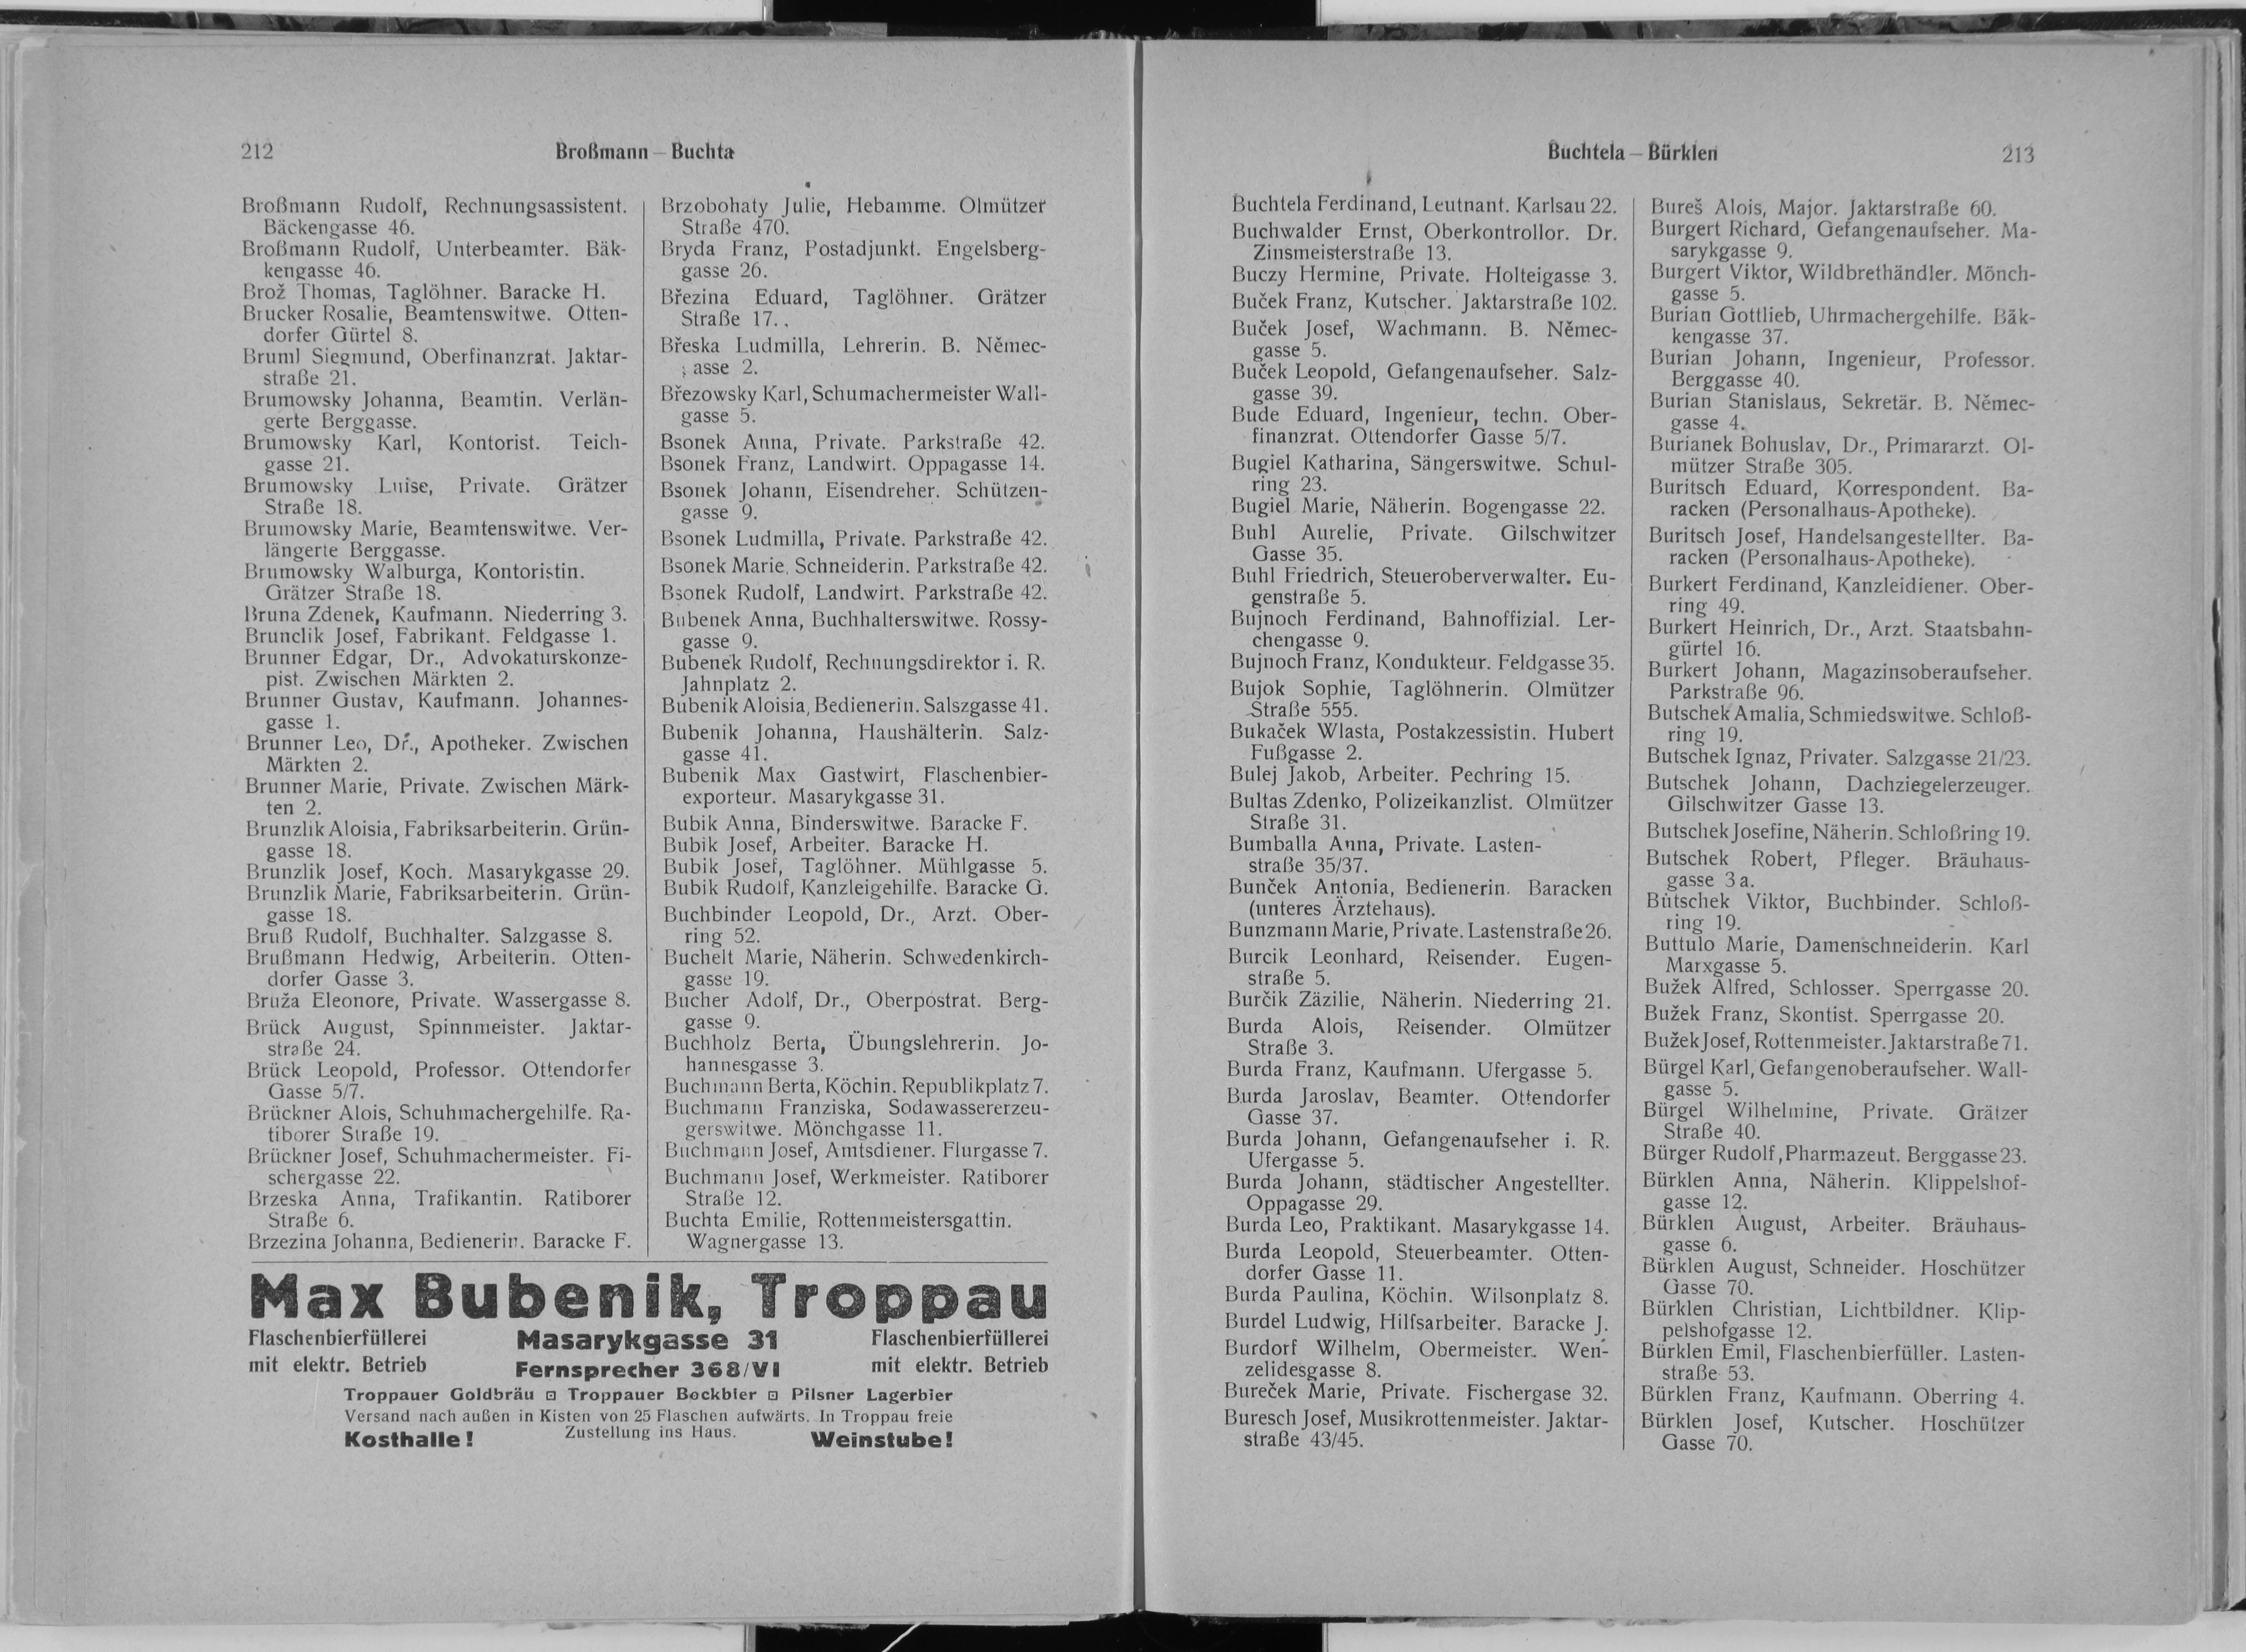 212
Broßmann – Buchta
Broßmann Rudolf, Rechnungsassistent.
Bäckengasse 46.
Broßmann Rudolf, Unterbeamter. Bäk-
kengasse 46.
Brož Thomas, Taglöhner. Baracke H.
Brucker Rosalie, Beamtenswitwe. Otten-
dorfer Gürtel 8.
Bruml Siegmund, Oberfinanzrat. Jaktar-
straße 21.
Brumowsky Johanna, Beamtin. Verlän-
gerte Berggasse.
Brumowsky Karl, Kontorist. Teich-
gasse 21.
Brumowsky Luise, Private. Grätzer
Straße 18.
Brumowsky Marie, Beamtenswitwe. Ver-
längerte Berggasse.
Brumowsky Walburga, Kontoristin.
Grätzer Straße 18.
Bruna Zdenek, Kaufmann. Niederring 3.
Brunclik Josef, Fabrikant. Feldgasse 1.
Brunner Edgar, Dr., Advokaturskonze-
pist. Zwischen Märkten 2.
Brunner Gustav, Kaufmann. Johannes-
gasse 1.
Brunner Leo, Dr., Apotheker. Zwischen
Märkten 2.
Brunner Marie, Private. Zwischen Märk-
ten 2.
Brunzlik Aloisia, Fabriksarbeiterin. Grün-
gasse 18.
Brunzlik Josef, Koch. Masarykgasse 29.
Brunzlik Marie, Fabriksarbeiterin. Grün-
gasse 18.
Bruß Rudolf, Buchhalter. Salzgasse 8.
Brußmann Hedwig, Arbeiterin. Otten-
dorfer Gasse 3.
Bruža Eleonore, Private. Wassergasse 8.
Brück August, Spinnmeister. Jaktar-
straße 24.
Brück Leopold, Professor. Ottendorfer
Gasse 5/7.
Brückner Alois, Schuhmachergehilfe. Ra-
tiborer Straße 19.
Brückner Josef, Schuhmachermeister. Fi-
schergasse 22.
Brzeska Anna, Trafikantin. Ratiborer
Straße 6.
Brzezina Johanna, Bedienerin. Baracke F.
Brzobohaty Julie, Hebamme. Olmützer
Straße 470.
Bryda Franz, Postadjunkt. Engelsberg-
gasse 26.
Březina Eduard, Taglöhner. Grätzer
Straße 17.
Břeska Ludmilla, Lehrerin. B. Němec-
asse 2.
Březowsky Karl, Schumachermeister Wall-
gasse 5.
Bsonek Anna, Private. Parkstraße 42.
Bsonek Franz, Landwirt. Oppagasse 14.
Bsonek Johann, Eisendreher. Schützen-
gasse 9.
Bsonek Ludmilla, Private. Parkstraße 42.
Bsonek Marie, Schneiderin. Parkstraße 42.
Bsonek Rudolf, Landwirt. Parkstraße 42.
Bubenek Anna, Buchhalterswitwe. Rossy-
gasse 9.
Bubenek Rudolf, Rechnungsdirektor i. R.
Jahnplatz 2.
Bubenik Aloisia, Bedienerin. Salszgasse 41.
Bubenik Johanna, Haushälterin. Salz-
gasse 41.
Bubenik Max Gastwirt, Flaschenbier-
exporteur. Masarykgasse 31.
Bubik Anna, Binderswitwe. Baracke F.
Bubik Josef, Arbeiter. Baracke H.
Bubik Josef, Taglöhner. Mühlgasse 5.
Bubik Rudolf, Kanzleigehilfe. Baracke G.
Buchbinder Leopold, Dr., Arzt. Ober-
ring 52.
Buchelt Marie, Näherin. Schwedenkirch-
gasse 19.
Bucher Adolf, Dr., Oberpostrat. Berg-
gasse 9.
Buchholz Berta, Übungslehrerin. Jo-
hannesgasse 3.
Buchmann Berta, Köchin. Republikplatz 7.
Buchmann Franziska, Sodawassererzeu-
gerswitwe. Mönchgasse 11.
Buchmann Josef, Amtsdiener. Flurgasse 7.
Buchmann Josef, Werkmeister. Ratiborer
Straße 12.
Buchta Emilie, Rottenmeistersgattin.
Wagnergasse 13.
Max Bubenik, Troppau
Flaschenbierfüllerei Masarykgasse 31 Flaschenbierfüllerei
mit elektr. Betrieb Fernsprecher 368/VI mit elektr. Betrieb
Troppauer Goldbräu ⊡ Troppauer Bockbier ⊡ Pilsner Lagerbier
Versand nach außen in Kisten von 25 Flaschen aufwärts. In Troppau freie
Zustellung ins Haus.
Kosthalle! Weinstube!
Buchtela – Bürklen
213
Buchtela Ferdinand, Leutnant. Karlsau 22.
Buchwalder Ernst, Oberkontrollor. Dr.
Zinsmeisterstraße 13.
Buczy Hermine, Private. Holteigasse 3.
Buček Franz, Kutscher. Jaktarstraße 102.
Buček Josef, Wachmann. B. Němec-
gasse 5.
Buček Leopold, Gefangenaufseher. Salz-
gasse 39.
Bude Eduard, Ingenieur, techn. Ober-
finanzrat. Ottendorfer Gasse 5/7.
Bugiel Katharina, Sängerswitwe. Schul-
ring 23.
Bugiel Marie, Näherin. Bogengasse 22.
Buhl Aurelie, Private. Gilschwitzer
Gasse 35.
Buhl Friedrich, Steueroberverwalter. Eu-
genstraße 5.
Bujnoch Ferdinand, Bahnoffizial. Ler-
chengasse 9.
Bujnoch Franz, Kondukteur. Feldgasse 35.
Bujok Sophie, Taglöhnerin. Olmützer
Straße 555.
Bukaček Wlasta, Postakzessistin. Hubert
Fußgasse 2.
Bulej Jakob, Arbeiter. Pechring 15.
Bultas Zdenko, Polizeikanzlist. Olmützer
Straße 31.
Bumballa Anna, Private. Lasten-
straße 35/37.
Bunček Antonia, Bedienerin. Baracken
(unteres Ärztehaus).
Bunzmann Marie, Private. Lastenstraße 26.
Burcik Leonhard, Reisender. Eugen-
straße 5.
Burčik Zäzilie, Näherin. Niederring 21.
Burda Alois, Reisender. Olmützer
Straße 3.
Burda Franz, Kaufmann. Ufergasse 5.
Burda Jaroslav, Beamter. Ottendorfer
Gasse 37.
Burda Johann, Gefangenaufseher i. R.
Ufergasse 5.
Burda Johann, städtischer Angestellter.
Oppagasse 29.
Burda Leo, Praktikant. Masarykgasse 14.
Burda Leopold, Steuerbeamter. Otten-
dorfer Gasse 11.
Burda Paulina, Köchin. Wilsonplatz 8.
Burdel Ludwig, Hilfsarbeiter. Baracke J.
Burdorf Wilhelm, Obermeister. Wen-
zelidesgasse 8.
Bureček Marie, Private. Fischergase 32.
Buresch Josef, Musikrottenmeister. Jaktar-
straße 43/45.
Bureš Alois, Major. Jaktarstraße 60.
Burgert Richard, Gefangenaufseher. Ma-
sarykgasse 9.
Burgert Viktor, Wildbrethändler. Mönch-
gasse 5.
Burian Gottlieb, Uhrmachergehilfe. Bäk-
kengasse 37.
Burian Johann, Ingenieur, Professor.
Berggasse 40.
Burian Stanislaus, Sekretär. B. Němec-
gasse 4.
Burianek Bohuslav, Dr., Primararzt. Ol-
mützer Straße 305.
Buritsch Eduard, Korrespondent. Ba-
racken (Personalhaus-Apotheke).
Buritsch Josef, Handelsangestellter. Ba-
racken (Personalhaus-Apotheke).
Burkert Ferdinand, Kanzleidiener. Ober-
ring 49.
Burkert Heinrich, Dr., Arzt. Staatsbahn-
gürtel 16.
Burkert Johann, Magazinsoberaufseher.
Parkstraße 96.
Butschek Amalia, Schmiedswitwe. Schloß-
ring 19.
Butschek Ignaz, Privater. Salzgasse 21/23.
Butschek Johann, Dachziegelerzeuger.
Gilschwitzer Gasse 13.
Butschek Josefine, Näherin. Schloßring 19.
Butschek Robert, Pfleger. Bräuhaus-
gasse 3a.
Butschek Viktor, Buchbinder. Schloß-
ring 19.
Buttulo Marie, Damenschneiderin. Karl
Marxgasse 5.
Bužek Alfred, Schlosser. Sperrgasse 20.
Bužek Franz, Skontist. Sperrgasse 20.
Bužek Josef, Rottenmeister. Jaktarstraße 71.
Bürgel Karl, Gefangenoberaufseher. Wall-
gasse 5.
Bürgel Wilhelmine, Private. Grätzer
Straße 40.
Bürger Rudolf, Pharmazeut. Berggasse 23.
Bürklen Anna, Näherin. Klippelshof-
gasse 12.
Bürklen August, Arbeiter. Bräuhaus-
gasse 6.
Bürklen August, Schneider. Hoschützer
Gasse 70.
Bürklen Christian, Lichtbildner. Klip-
pelshofgasse 12.
Bürklen Emil, Flaschenbierfüller. Lasten-
straße 53.
Bürklen Franz, Kaufmann. Oberring 4.
Bürklen Josef, Kutscher. Hoschützer
Gasse 70.